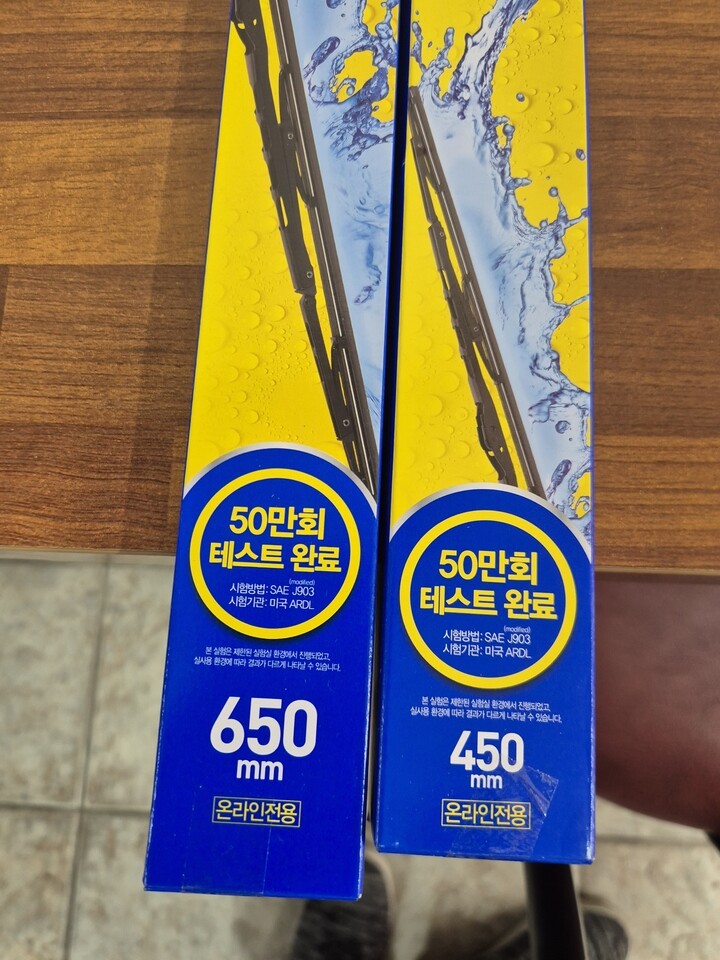 50만회
테스트 완료
(modified)
시험방법: SAE J903
시험기관: 미국 ARDL
본 실험은 제한된 실험실 환경에서 진행되었고,
실사용 환경에 따라 결과가 다르게 나타날 수 있습니다.
650
mm
온라인전용
50만회
테스트 완료
(modified)
시험방법: SAE J903
시험기관: 미국 ARDL
본 실험은 제한된 실험실 환경에서 진행되었고,
실사용 환경에 따라 결과가 다르게 나타날 수 있습니다.
450
mm
온라인전용